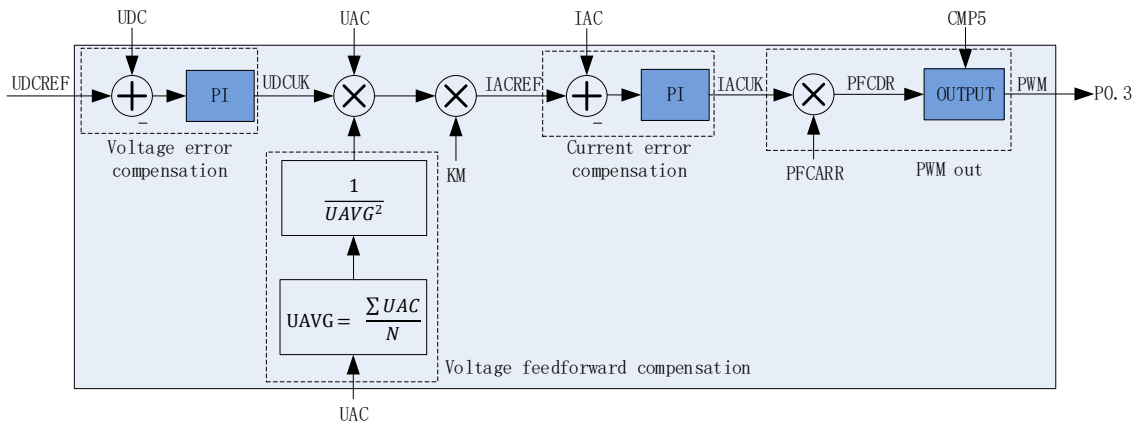 UDC
UAC
IAC
CMP5
UDCREF
+
−
PI
UDCUK
×
×
IACREF
+
−
PI
IACUK
×
PFCDR
OUTPUT
PWM
P0.3
Voltage error
compensation
KM
Current error
compensation
PFCARR
PWM out
1
UAVG²
UAVG = ∑ UAC
N
Voltage feedforward compensation
UAC